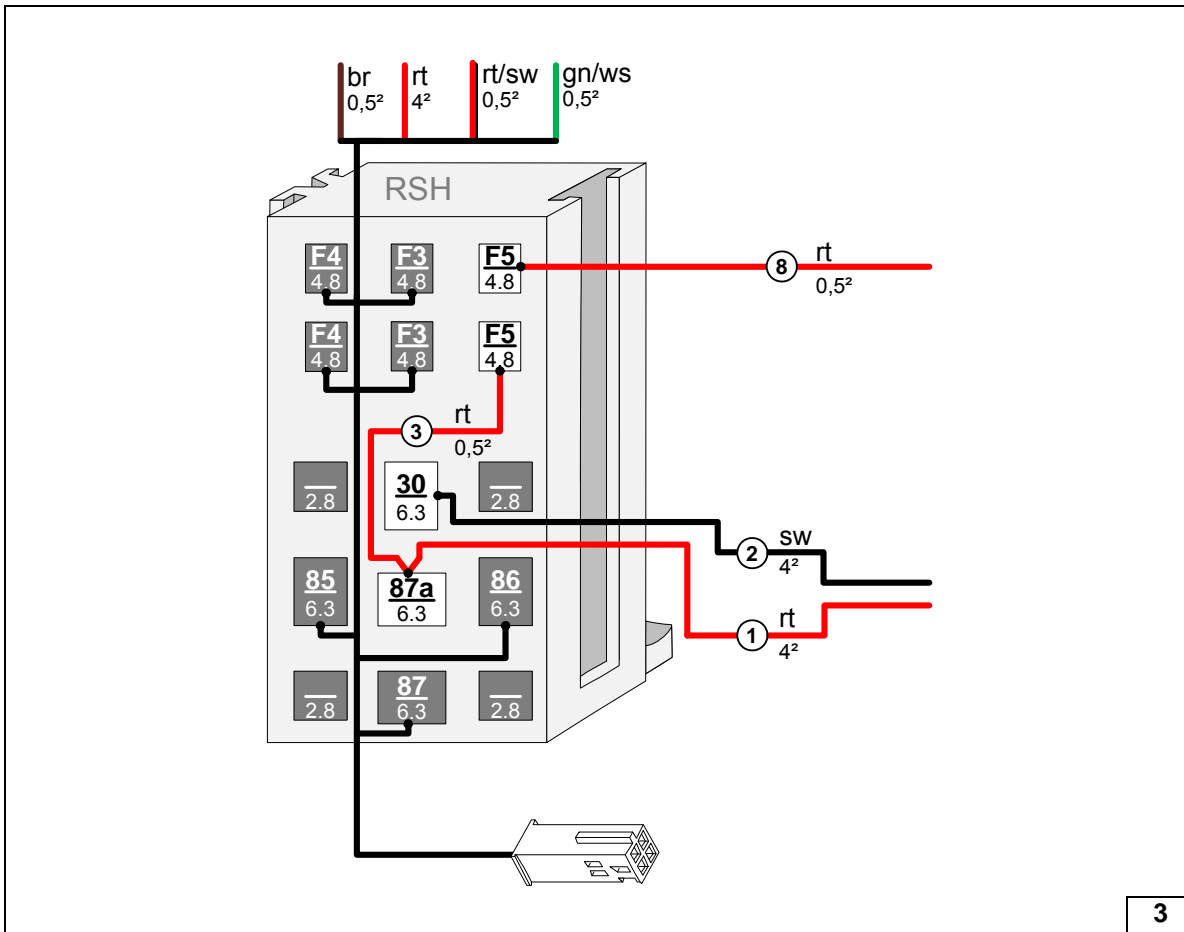 br rt rt/sw gn/ws
0,5² 4² 0,5² 0,5²
RSH
F4 F3 F5
4.8 4.8 4.8
8 rt
0,5²
F4 F3 F5
4.8 4.8 4.8
3 rt
0,5²
30
2.8 6.3 2.8
2 sw
4²
85 87a 86
6.3 6.3 6.3
1 rt
4²
87
2.8 6.3 2.8
3